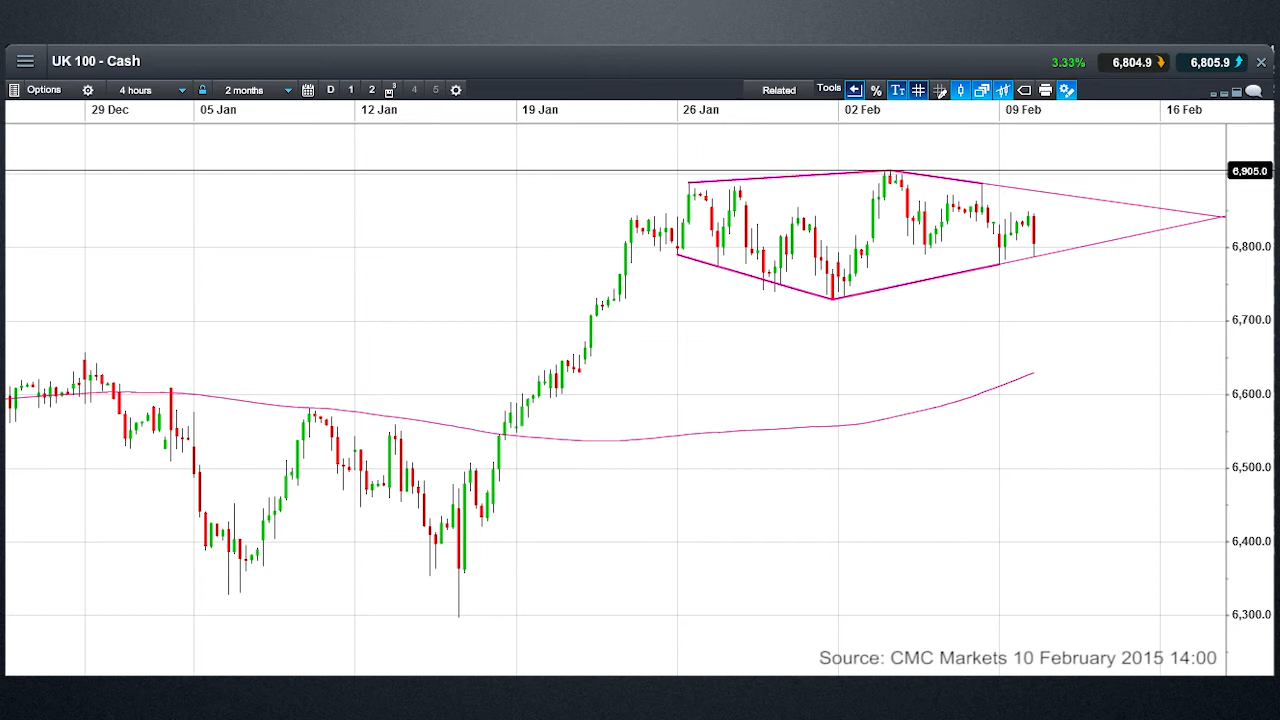 UK 100 - Cash
3.33%
6,804.9
6,805.9
Options
4 hours
2 months
D
1
2
3
4
5
Related
Tools
%
Tт
29 Dec
05 Jan
12 Jan
19 Jan
26 Jan
02 Feb
09 Feb
16 Feb
6,905.0
6,800.0
6,700.0
6,600.0
6,500.0
6,400.0
6,300.0
Source: CMC Markets 10 February 2015 14:00